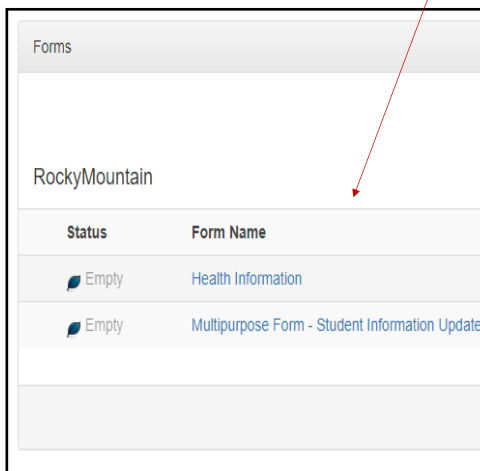 Forms
RockyMountain
Status Form Name
Empty Health Information
Empty Multipurpose Form - Student Information Update